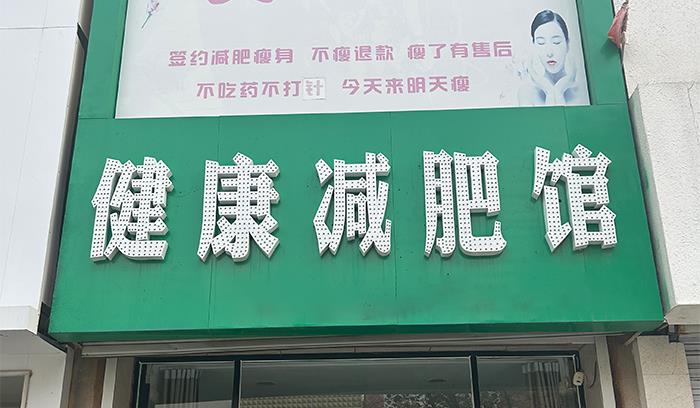 签约减肥瘦身 不瘦退款 瘦了有售后
不吃药不打针 今天来明天瘦
健康减肥馆